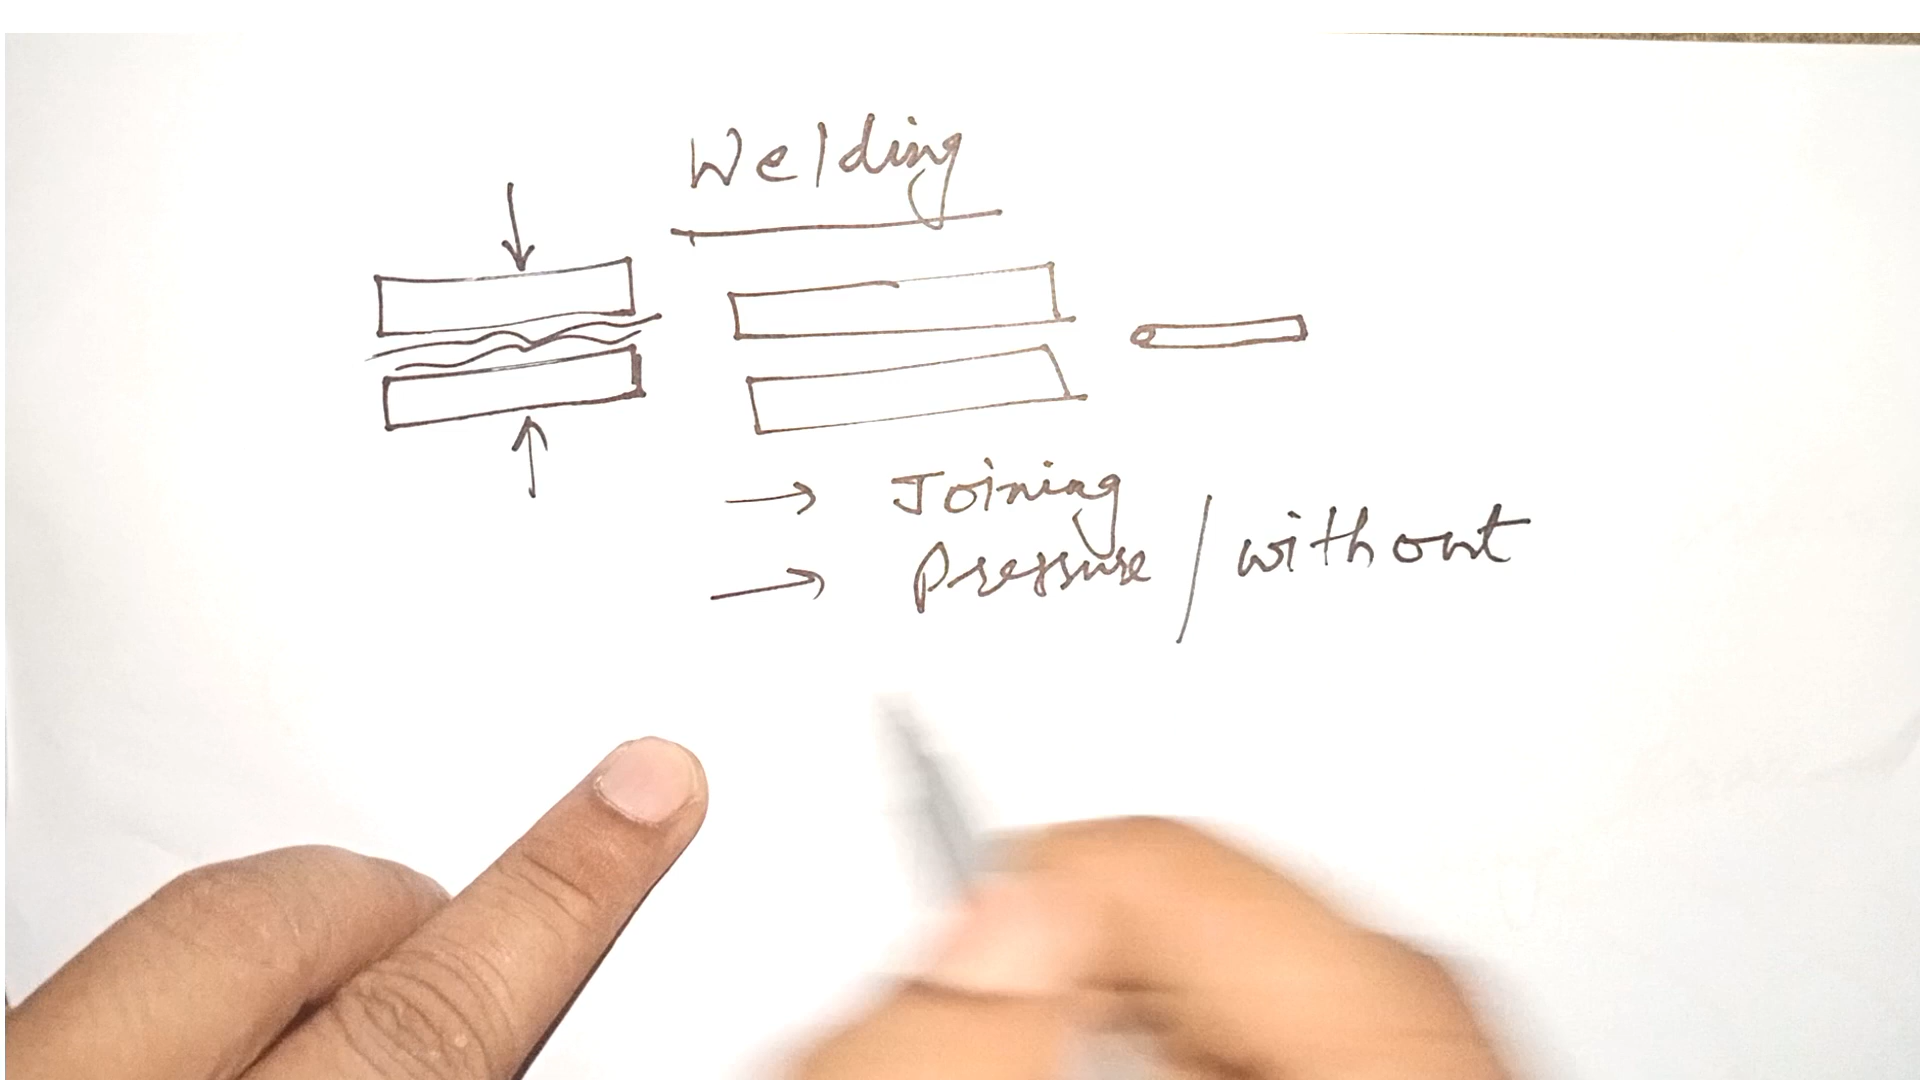 Welding
→ Joining
→ Pressure / without